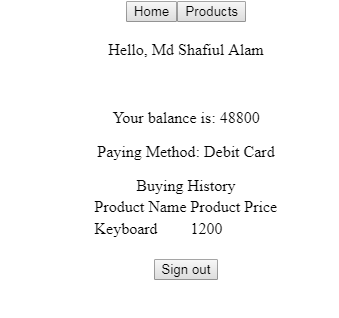 Home Products
Hello, Md Shafiul Alam
Your balance is: 48800
Paying Method: Debit Card
Buying History
Product Name Product Price
Keyboard 1200
Sign out